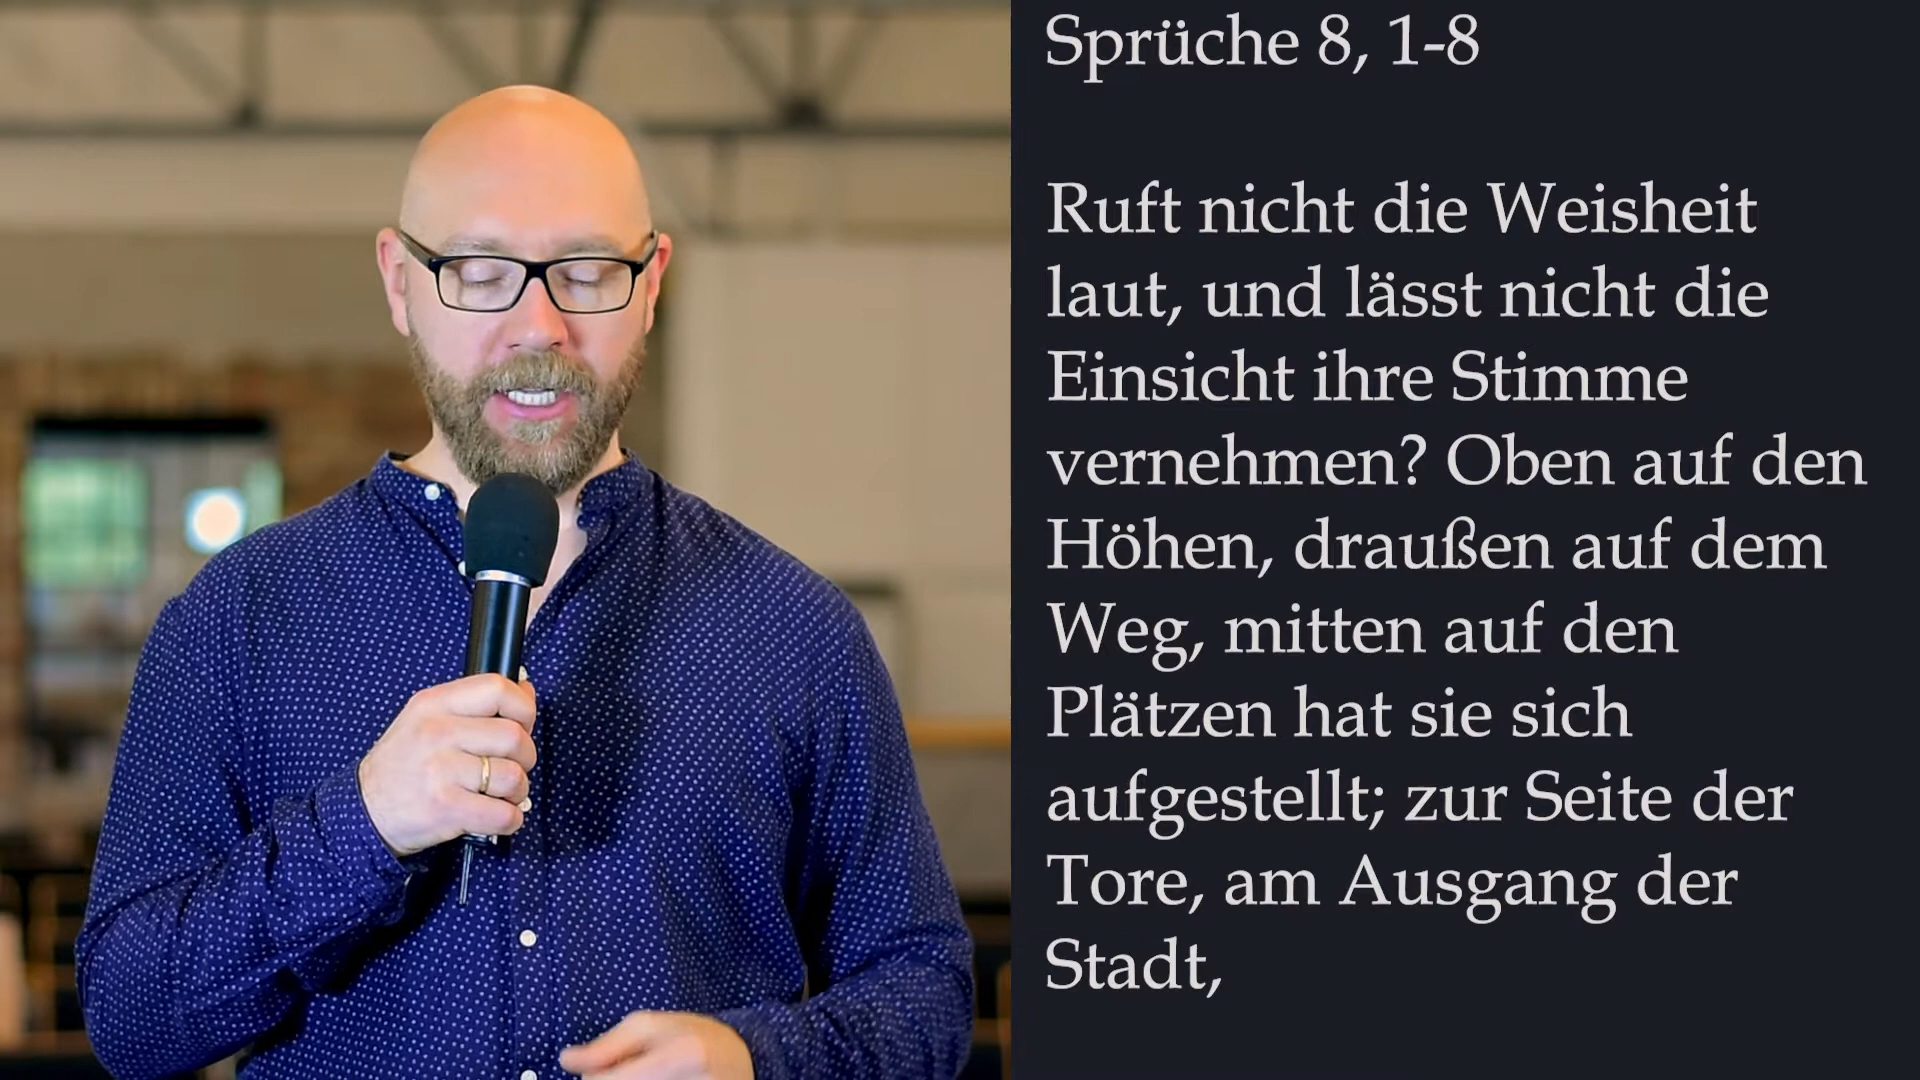 Sprüche 8, 1-8
Ruft nicht die Weisheit
laut, und lässt nicht die
Einsicht ihre Stimme
vernehmen? Oben auf den
Höhen, draußen auf dem
Weg, mitten auf den
Plätzen hat sie sich
aufgestellt; zur Seite der
Tore, am Ausgang der
Stadt,